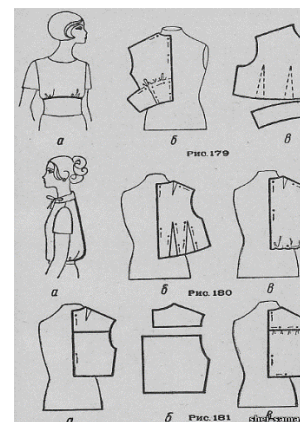 а б в
Рис. 179
а б в
Рис. 180
а б в
Рис. 181